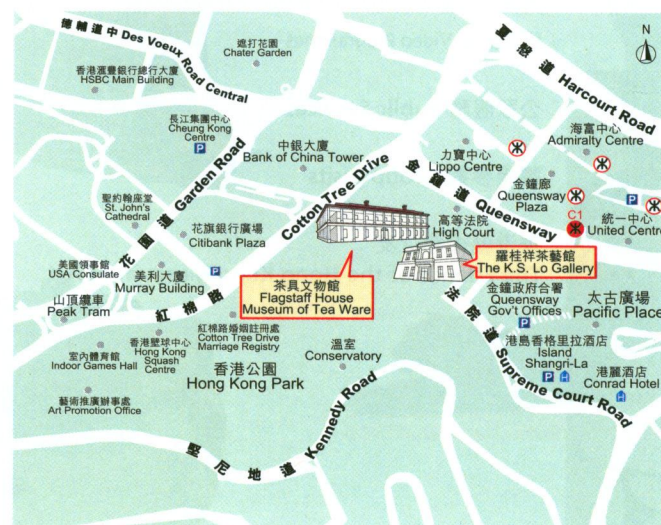 德輔道中 Des Voeux Road Central
遮打花園
Chater Garden
夏慤道 Harcourt Road
N
香港滙豐銀行總行大廈
HSBC Main Building
長江集團中心
Cheung Kong
Centre
P
中銀大廈
Bank of China Tower
力寶中心
Lippo Centre
海富中心
Admiralty Centre
金鐘廊
Queensway
Plaza
P
C1
統一中心
United Centre
金鐘道 Queensway
高等法院
High Court
聖約翰座堂
St. John's
Cathedral
花園道 Garden Road
花旗銀行廣場
Citibank Plaza
Cotton Tree Drive
紅棉路
美國領事館
USA Consulate
美利大廈
Murray Building
P
山頂纜車
Peak Tram
茶具文物館
Flagstaff House
Museum of Tea Ware
羅桂祥茶藝館
The K.S. Lo Gallery
金鐘政府合署
Queensway
Gov't Offices
P
太古廣場
Pacific Place
室內體育館
Indoor Games Hall
香港壁球中心
Hong Kong
Squash
Centre
紅棉路婚姻註冊處
Cotton Tree Drive
Marriage Registry
溫室
Conservatory
港島香格里拉酒店
Island
Shangri-La
P H
港麗酒店
Conrad Hotel
H
香港公園
Hong Kong Park
藝術推廣辦事處
Art Promotion Office
法院道 Supreme Court Road
堅尼地道 Kennedy Road